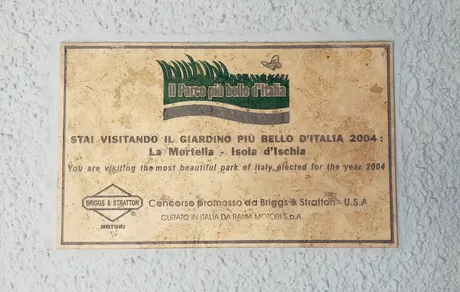 Il Parco più bello d'Italia
STAI VISITANDO IL GIARDINO PIÙ BELLO D'ITALIA 2004:
La Mortella - Isola d'Ischia
You are visiting the most beautiful park of Italy, elected for the year 2004
BRIGGS & STRATTON
®
MOTORI
Concorso promosso da Briggs & Stratton - U.S.A
CURATO IN ITALIA DA RAMA MOTORI S.p.A.